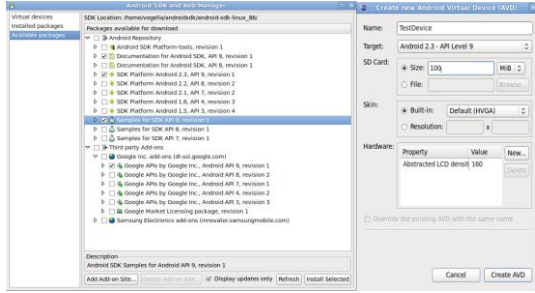 Android SDK and AVD Manager
Virtual devices
Installed packages
Available packages
SDK Location: /home/vogella/androidsdk/android-sdk-linux_86/
Packages available for download
Android Repository
Android SDK Platform-tools, revision 1
Documentation for Android SDK, API 9, revision 1
Documentation for Android SDK, API 8, revision 1
SDK Platform Android 2.3, API 9, revision 1
SDK Platform Android 2.2, API 8, revision 2
SDK Platform Android 2.1, API 7, revision 2
SDK Platform Android 1.6, API 4, revision 3
SDK Platform Android 1.5, API 3, revision 4
Samples for SDK API 9, revision 1
Samples for SDK API 8, revision 1
Samples for SDK API 7, revision 1
Third party Add-ons
Google Inc. add-ons (dl-ssl.google.com)
Google APIs by Google Inc., Android API 9, revision 1
Google APIs by Google Inc., Android API 8, revision 2
Google APIs by Google Inc., Android API 7, revision 1
Google APIs by Google Inc., Android API 4, revision 2
Google APIs by Google Inc., Android API 3, revision 3
Google Market Licensing package, revision 1
Samsung Electronics add-ons (innovator.samsungmobile.com)
Description
Android SDK Samples for Android API 9, revision 1
Add Add-on Site...
Delete Add-on Site...
Display updates only
Refresh
Install Selected
Create new Android Virtual Device (AVD)
Name: TestDevice
Target: Android 2.3 - API Level 9
SD Card:
Size: 100 MiB
File: Browse...
Skin:
Built-in: Default (HVGA)
Resolution: x
Hardware:
Property Value New...
Abstracted LCD densit 160 Delete
Override the existing AVD with the same name
Cancel Create AVD